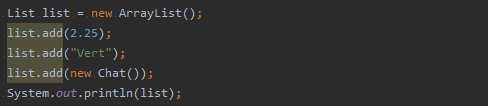 List list = new ArrayList();
list.add(2.25);
list.add("Vert");
list.add(new Chat());
System.out.println(list);